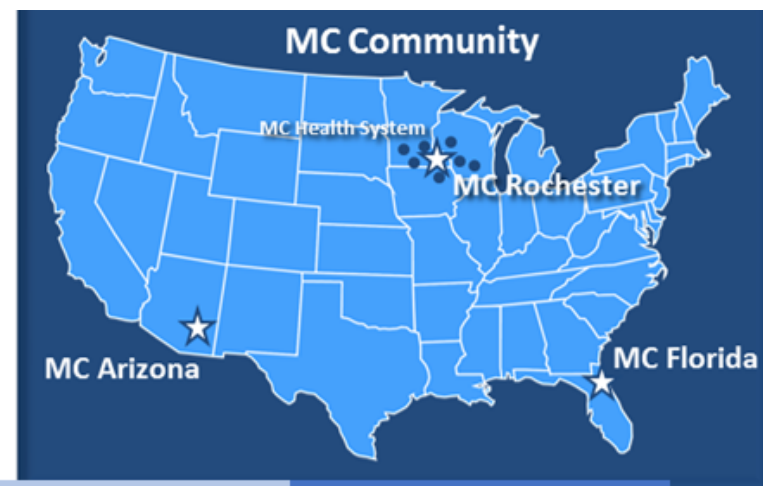 MC Community
MC Health System
MC Rochester
MC Florida
MC Arizona